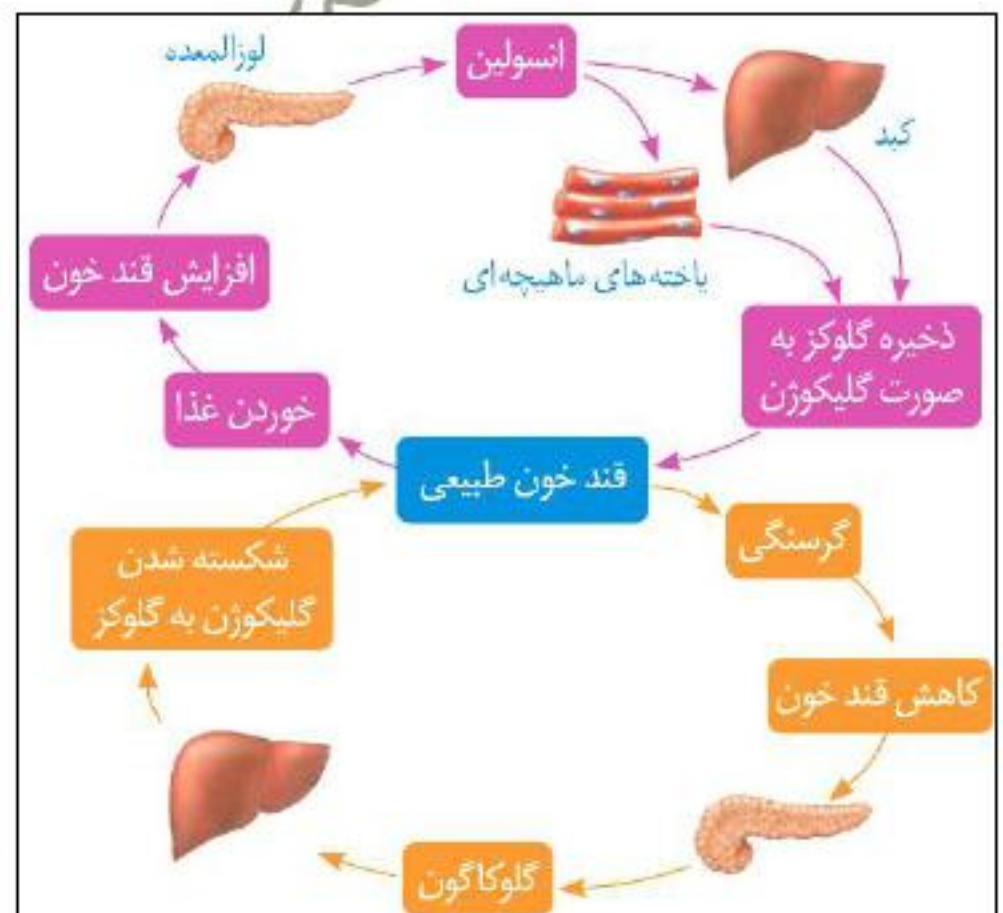 لوزالمعده
انسولین
کبد
یاخته‌های ماهیچه‌ای
افزایش قند خون
ذخیره گلوکز به
صورت گلیکوژن
خوردن غذا
قند خون طبیعی
گرسنگی
شکسته شدن
گلیکوژن به گلوکز
کاهش قند خون
گلوکاگون